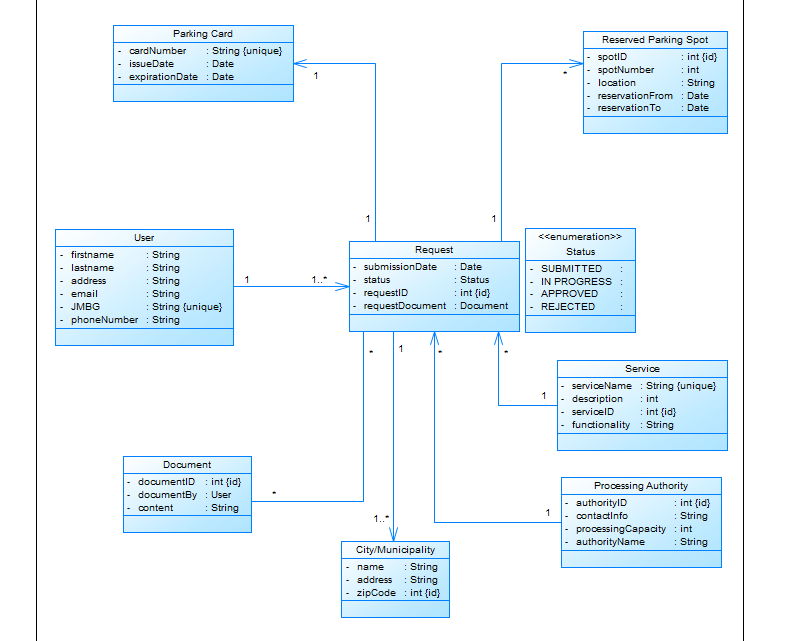 Parking Card
- cardNumber : String {unique}
- issueDate : Date
- expirationDate : Date
1
Reserved Parking Spot
- spotID : int {id}
- spotNumber : int
- location : String
- reservationFrom : Date
- reservationTo : Date
*
1
1
User
- firstname : String
- lastname : String
- address : String
- email : String
- JMBG : String {unique}
- phoneNumber : String
1
1..*
Request
- submissionDate : Date
- status : Status
- requestID : int {id}
- requestDocument : Document
<<enumeration>>
Status
- SUBMITTED :
- IN PROGRESS :
- APPROVED :
- REJECTED :
*
1
*
*
Service
- serviceName : String {unique}
- description : int
- serviceID : int {id}
- functionality : String
1
Document
- documentID : int {id}
- documentBy : User
- content : String
*
Processing Authority
- authorityID : int {id}
- contactInfo : String
- processingCapacity : int
- authorityName : String
1
1..*
City/Municipality
- name : String
- address : String
- zipCode : int {id}